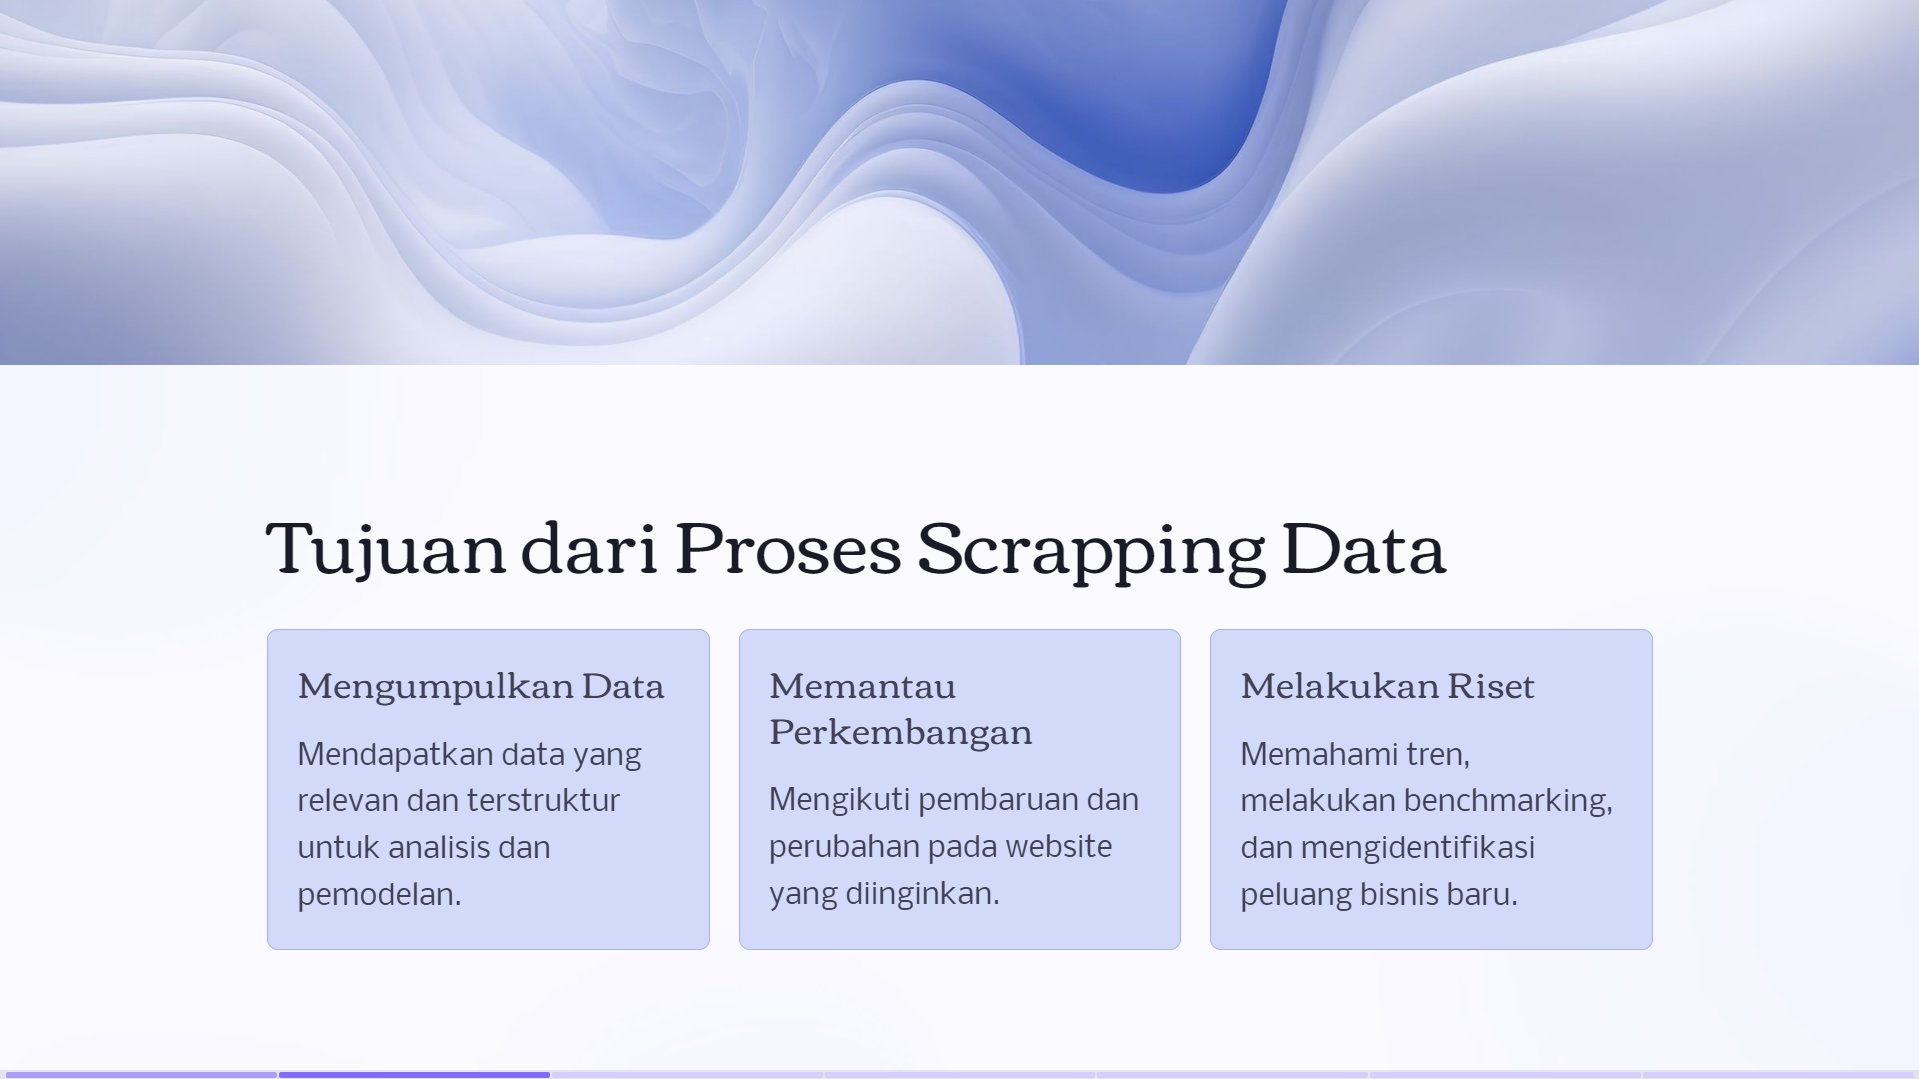 Tujuan dari Proses Scrapping Data
Mengumpulkan Data
Mendapatkan data yang
relevan dan terstruktur
untuk analisis dan
pemodelan.
Memantau
Perkembangan
Mengikuti pembaruan dan
perubahan pada website
yang diinginkan.
Melakukan Riset
Memahami tren,
melakukan benchmarking,
dan mengidentifikasi
peluang bisnis baru.